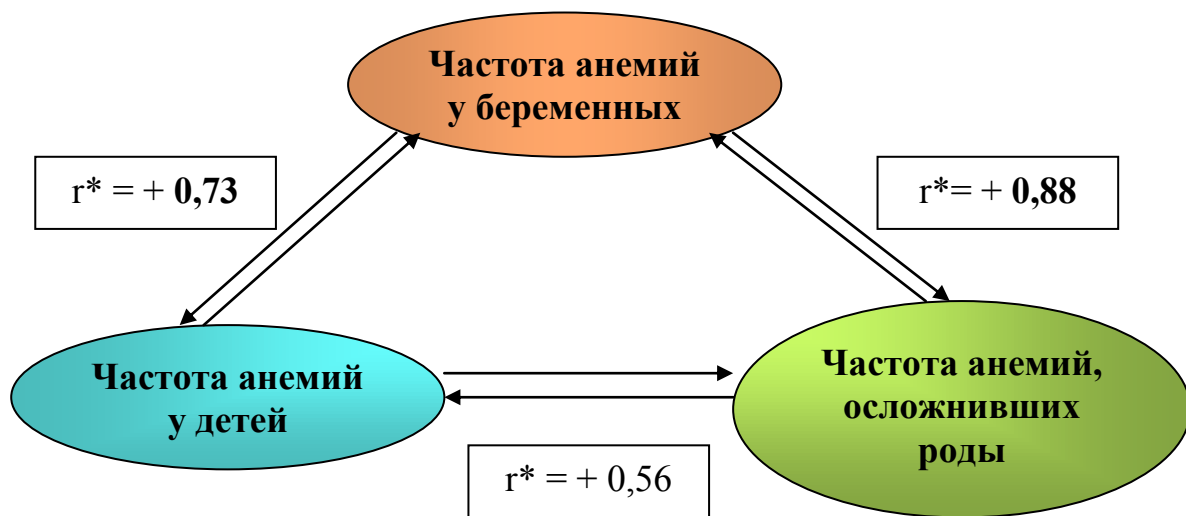 Частота анемий
у беременных
r* = + 0,73
r*= + 0,88
Частота анемий
у детей
Частота анемий,
осложнивших
роды
r* = + 0,56